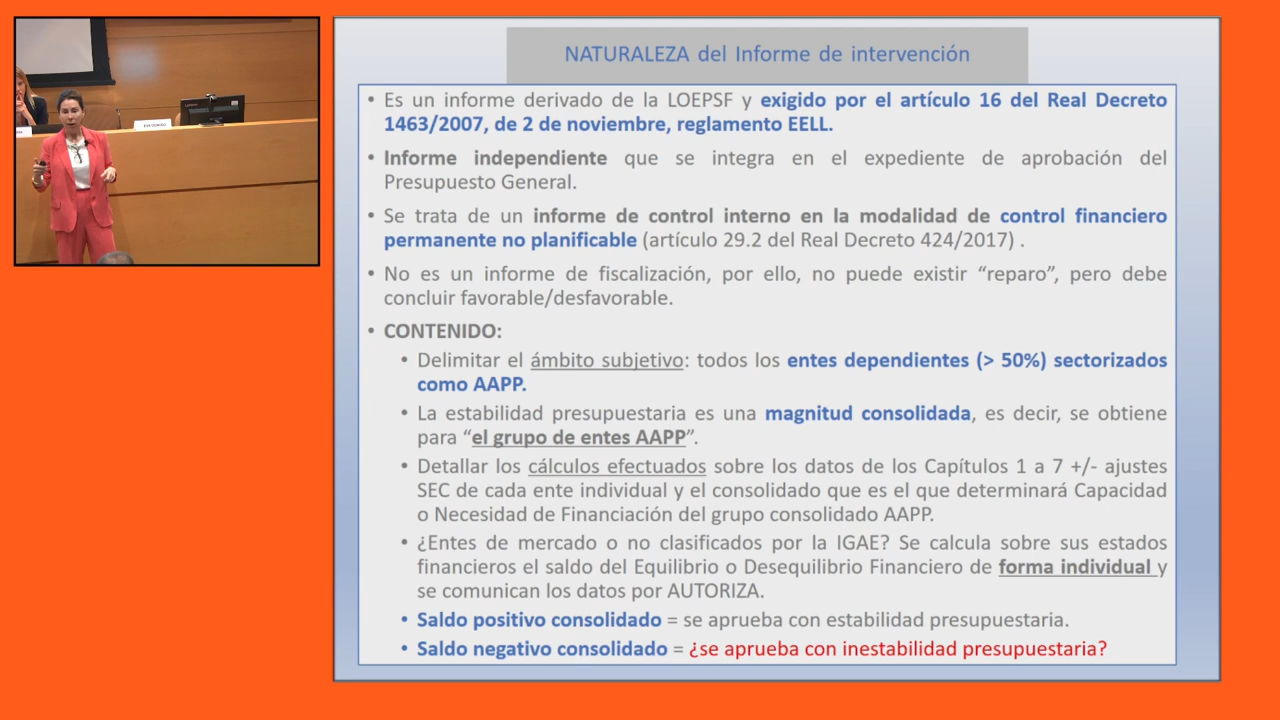 NATURALEZA del Informe de intervención
• Es un informe derivado de la LOEPSF y exigido por el artículo 16 del Real Decreto
1463/2007, de 2 de noviembre, reglamento EELL.
• Informe independiente que se integra en el expediente de aprobación del
Presupuesto General.
• Se trata de un informe de control interno en la modalidad de control financiero
permanente no planificable (artículo 29.2 del Real Decreto 424/2017) .
• No es un informe de fiscalización, por ello, no puede existir “reparo”, pero debe
concluir favorable/desfavorable.
• CONTENIDO:
• Delimitar el ámbito subjetivo: todos los entes dependientes (> 50%) sectorizados
como AAPP.
• La estabilidad presupuestaria es una magnitud consolidada, es decir, se obtiene
para “el grupo de entes AAPP”.
• Detallar los cálculos efectuados sobre los datos de los Capítulos 1 a 7 +/- ajustes
SEC de cada ente individual y el consolidado que es el que determinará Capacidad
o Necesidad de Financiación del grupo consolidado AAPP.
• ¿Entes de mercado o no clasificados por la IGAE? Se calcula sobre sus estados
financieros el saldo del Equilibrio o Desequilibrio Financiero de forma individual y
se comunican los datos por AUTORIZA.
• Saldo positivo consolidado = se aprueba con estabilidad presupuestaria.
• Saldo negativo consolidado = ¿se aprueba con inestabilidad presupuestaria?